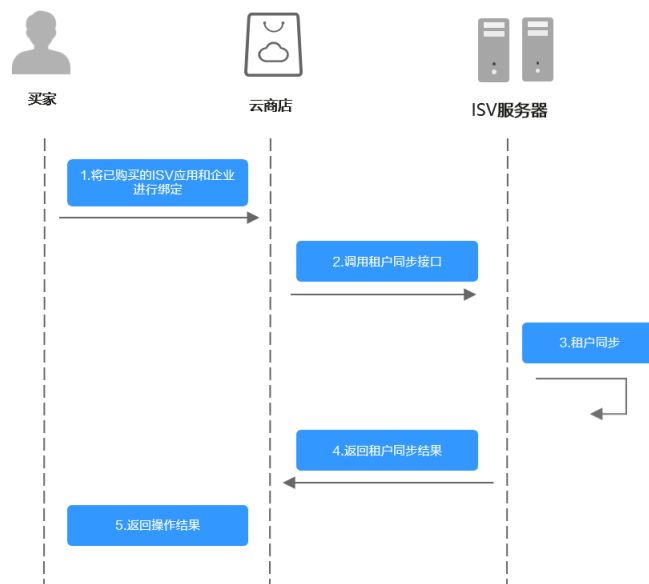 买家
云商店
ISV服务器
1.将已购买的ISV应用和企业
进行绑定
2.调用租户同步接口
3.租户同步
4.返回租户同步结果
5.返回操作结果